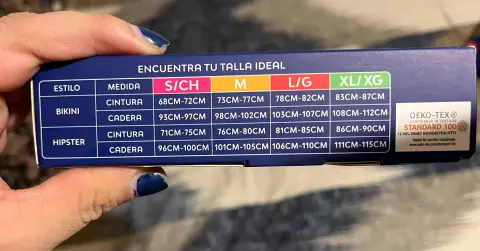 ENCUENTRA TU TALLA IDEAL
ESTILO MEDIDA S/CH M L/G XL/XG
BIKINI CINTURA 68CM-72CM 73CM-77CM 78CM-82CM 83CM-87CM
CADERA 93CM-97CM 98CM-102CM 103CM-107CM 108CM-112CM
HIPSTER CINTURA 71CM-75CM 76CM-80CM 81CM-85CM 86CM-90CM
CADERA 96CM-100CM 101CM-105CM 106CM-110CM 111CM-115CM
OEKO-TEX®
STANDARD 100